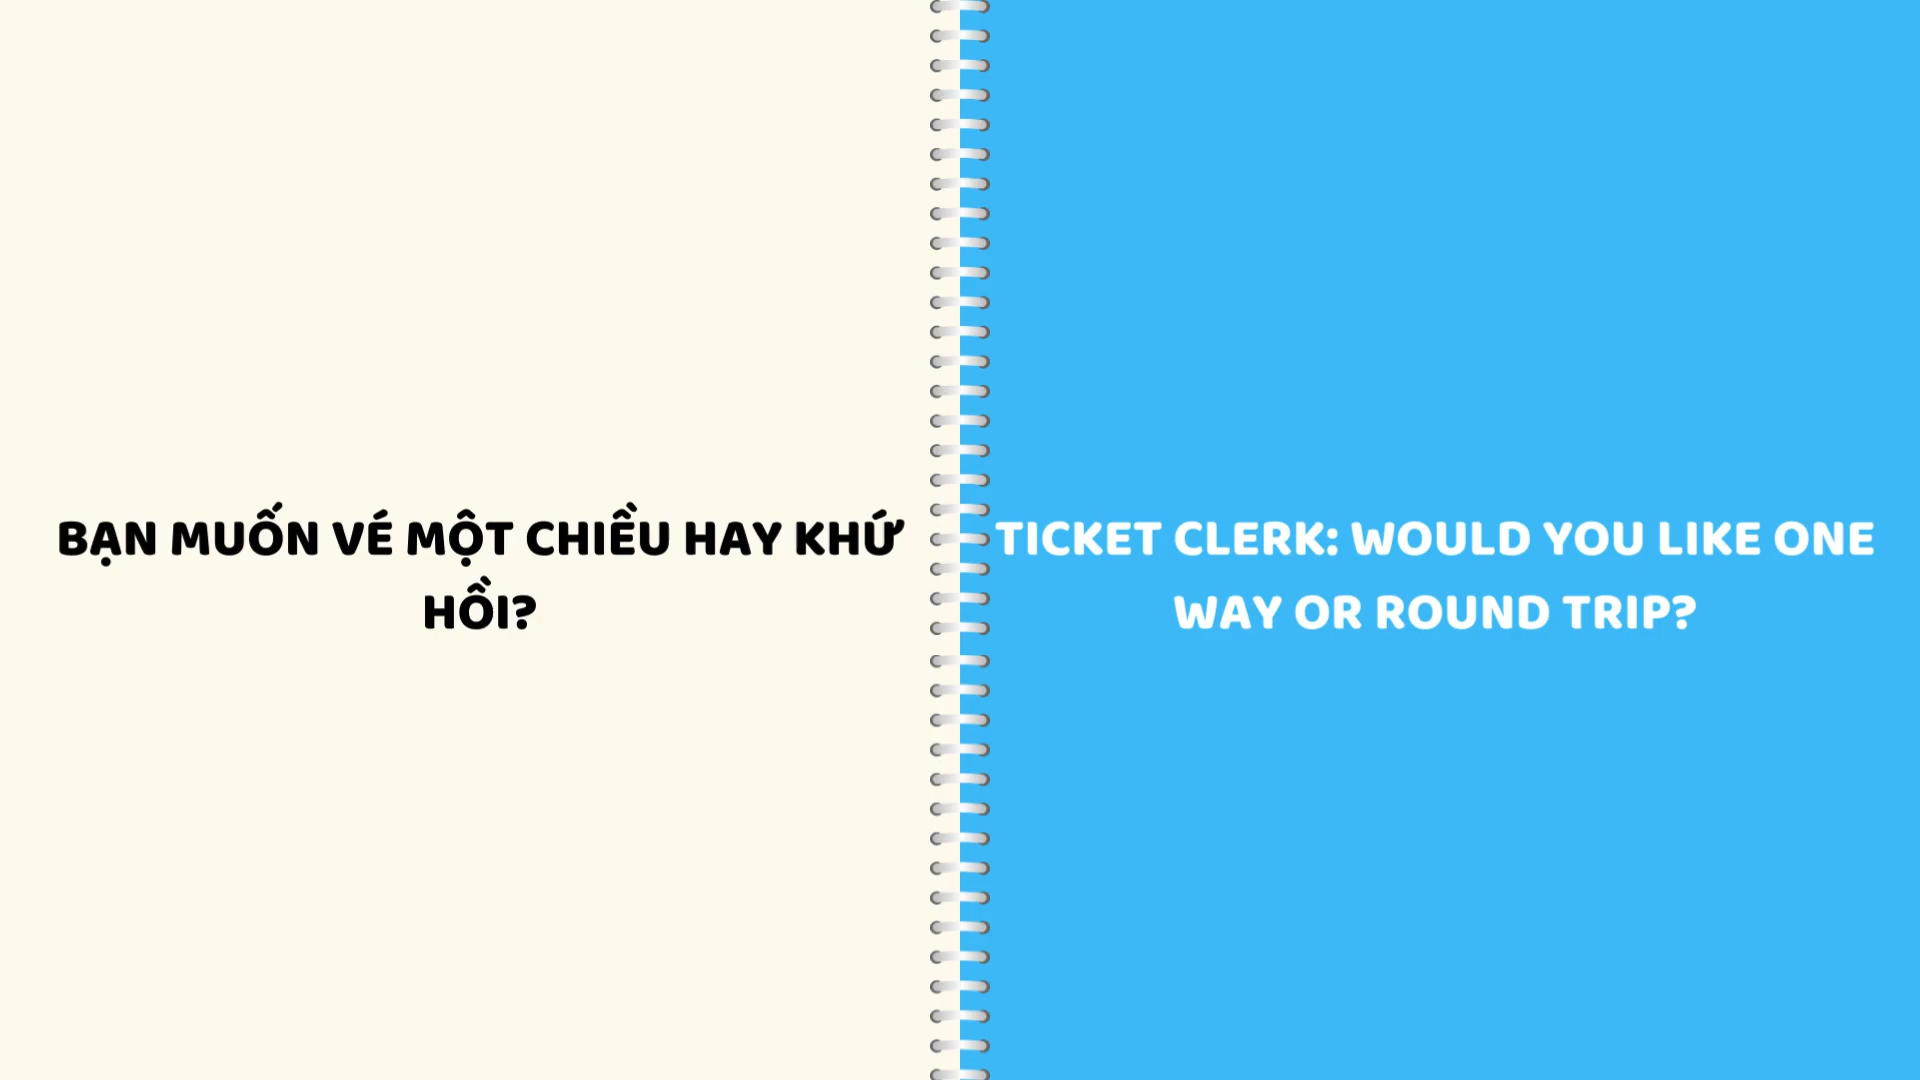 BẠN MUỐN VÉ MỘT CHIỀU HAY KHỨ
HỒI?
TICKET CLERK: WOULD YOU LIKE ONE
WAY OR ROUND TRIP?